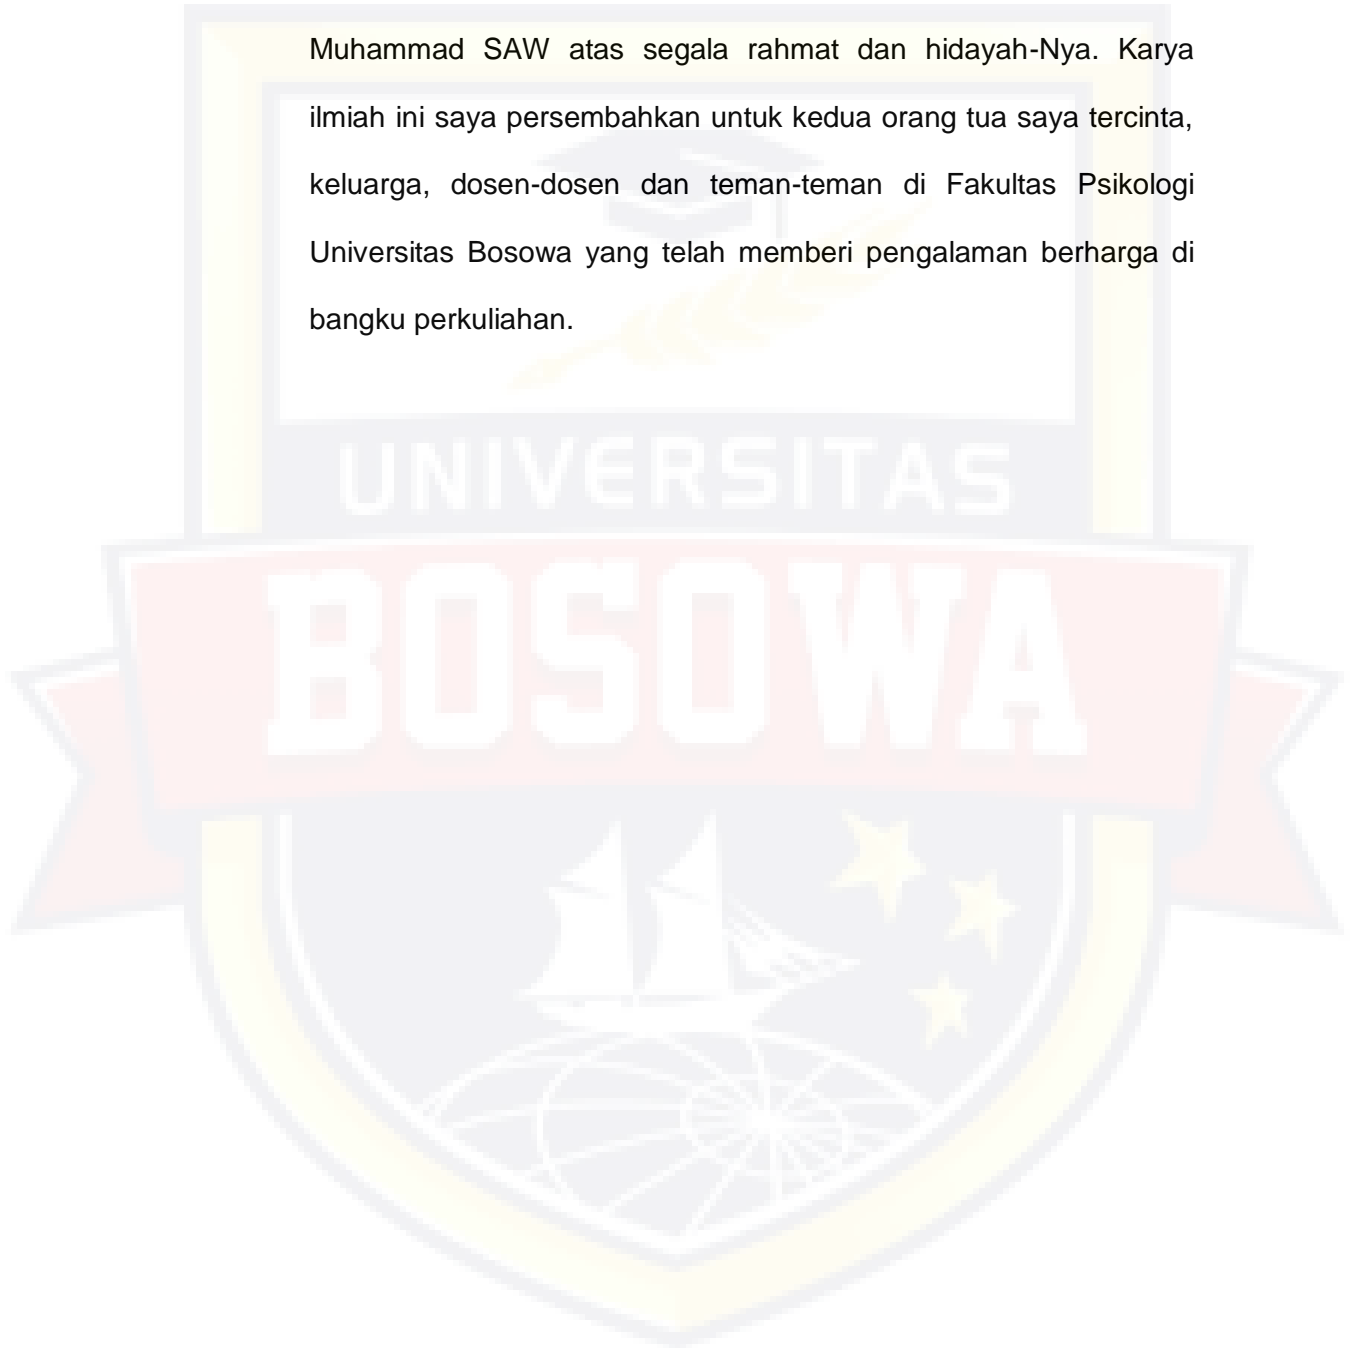 Muhammad SAW atas segala rahmat dan hidayah-Nya. Karya
ilmiah ini saya persembahkan untuk kedua orang tua saya tercinta,
keluarga, dosen-dosen dan teman-teman di Fakultas Psikologi
Universitas Bosowa yang telah memberi pengalaman berharga di
bangku perkuliahan.
UNIVERSITAS
BOSOWA